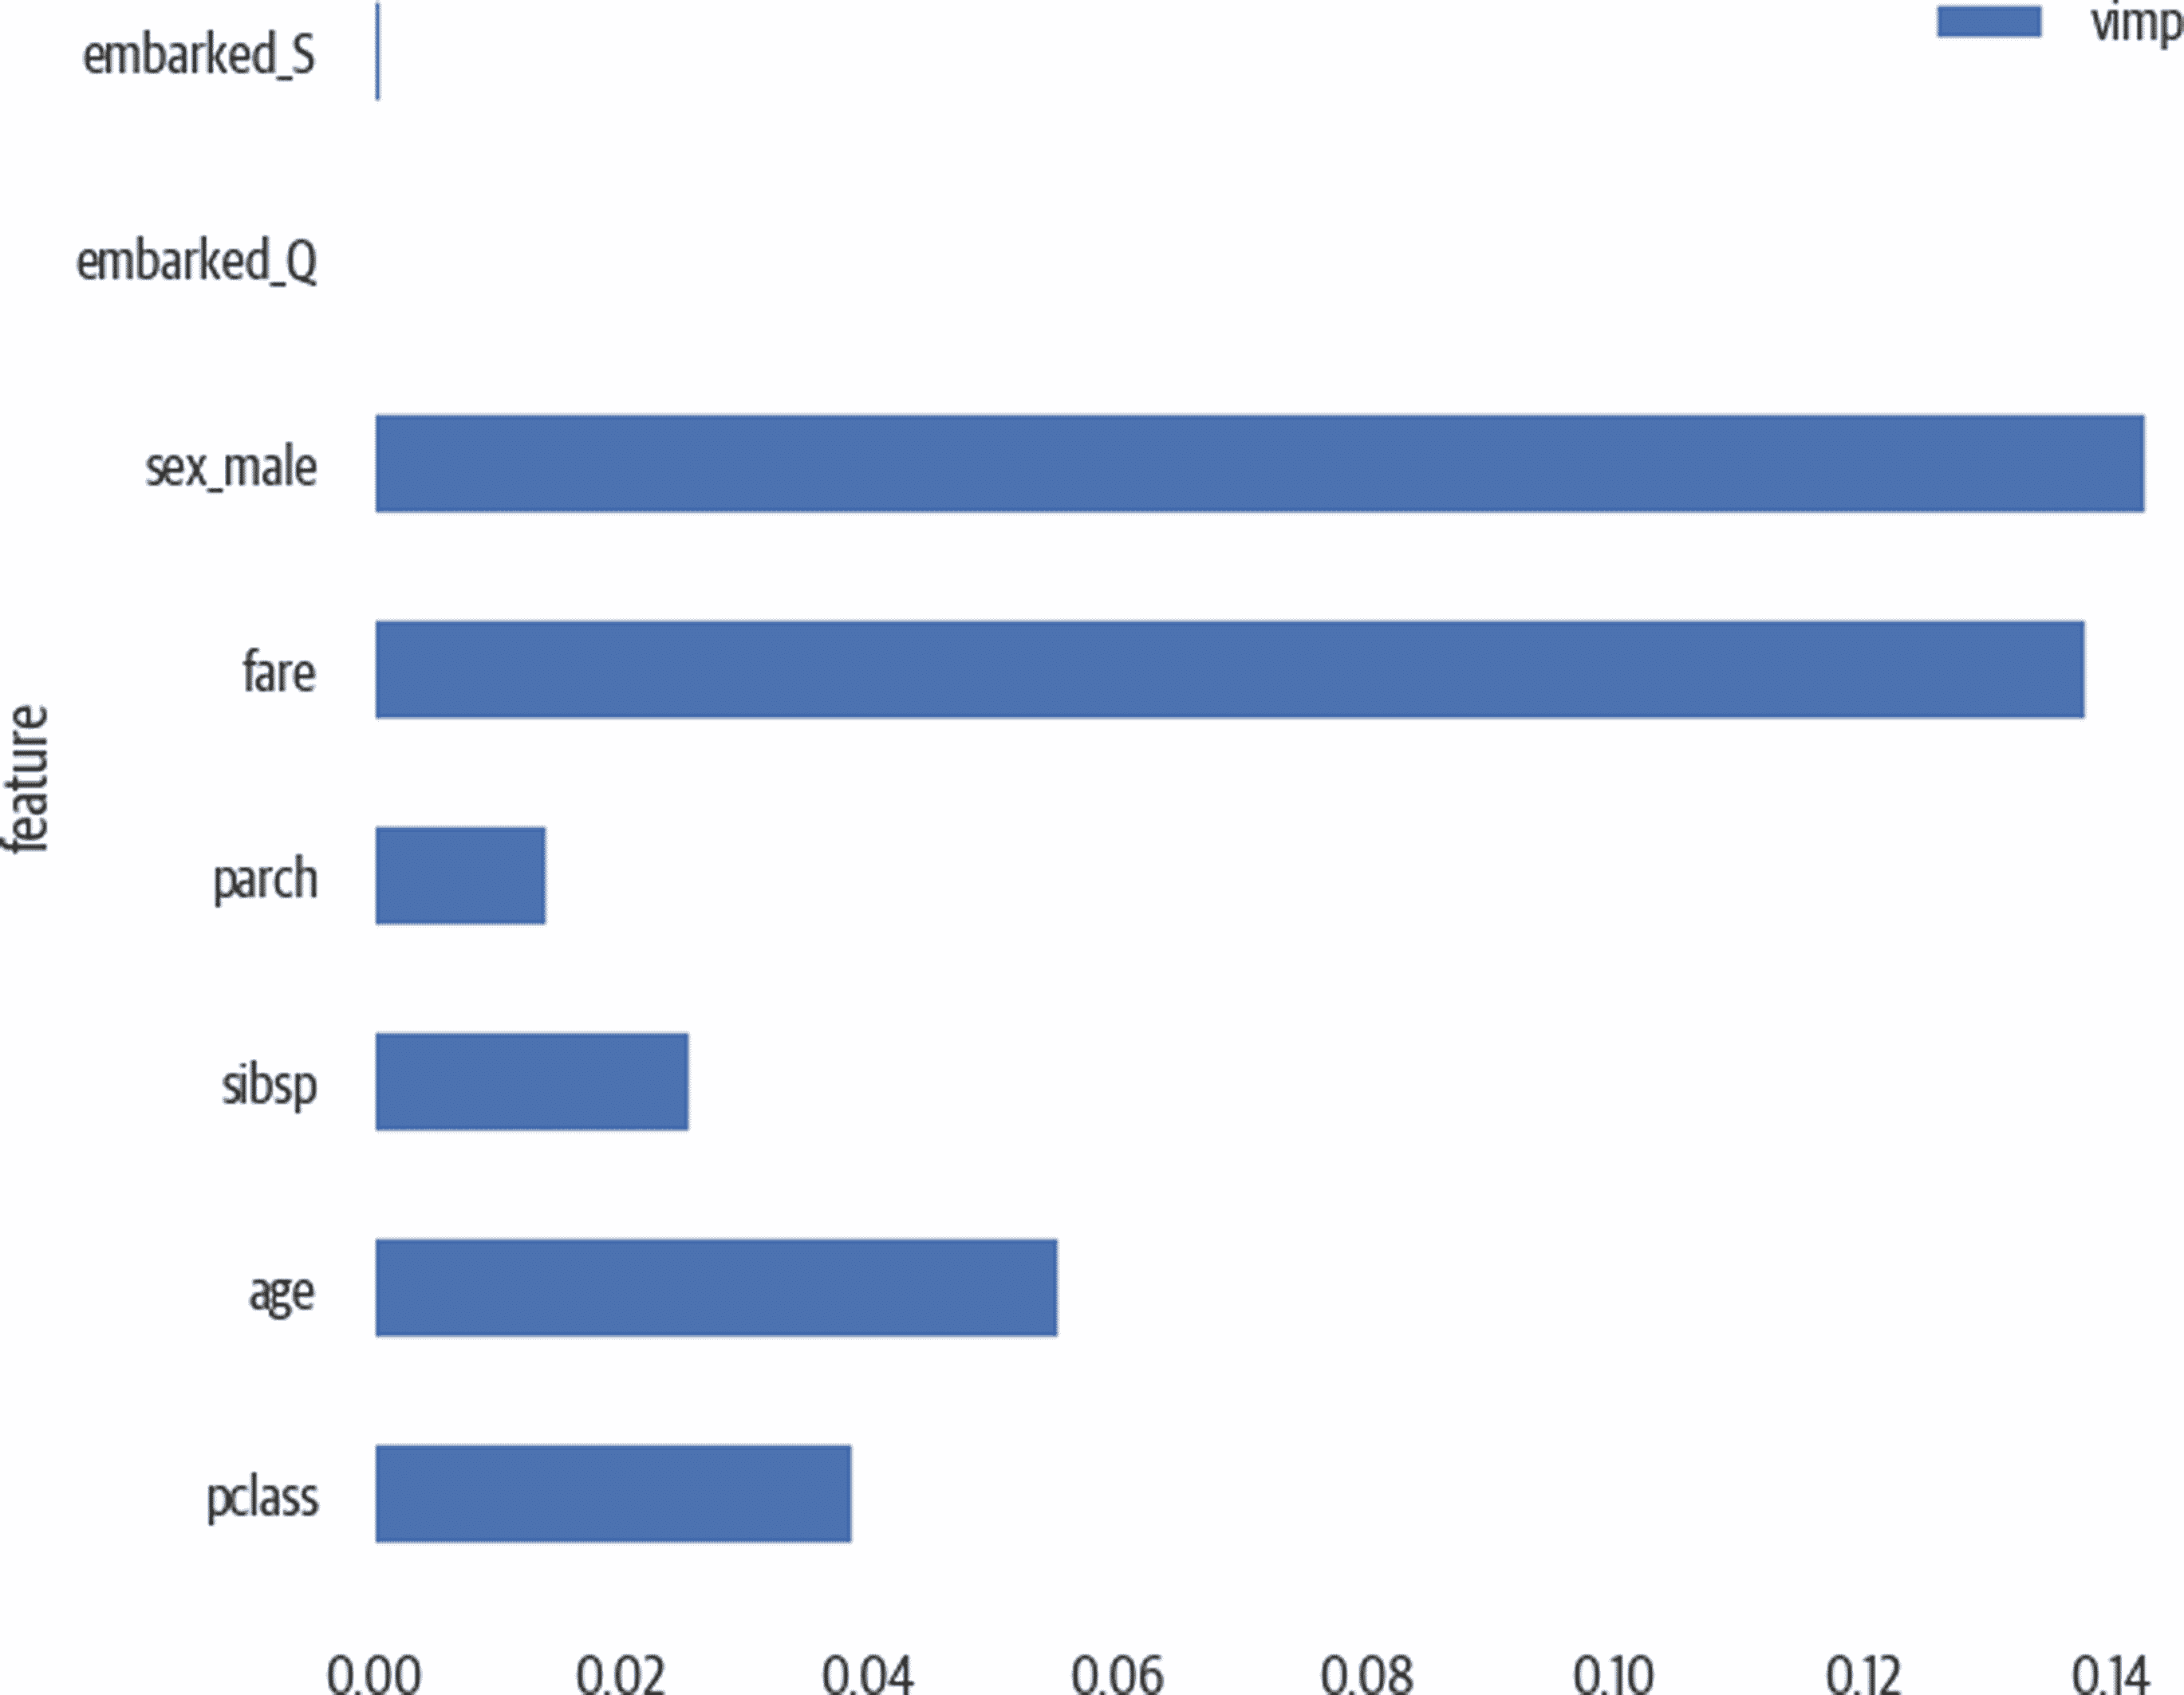 vimp
embarked_S
embarked_Q
sex_male
fare
feature
parch
sibsp
age
pclass
0.00 0.02 0.04 0.06 0.08 0.10 0.12 0.14